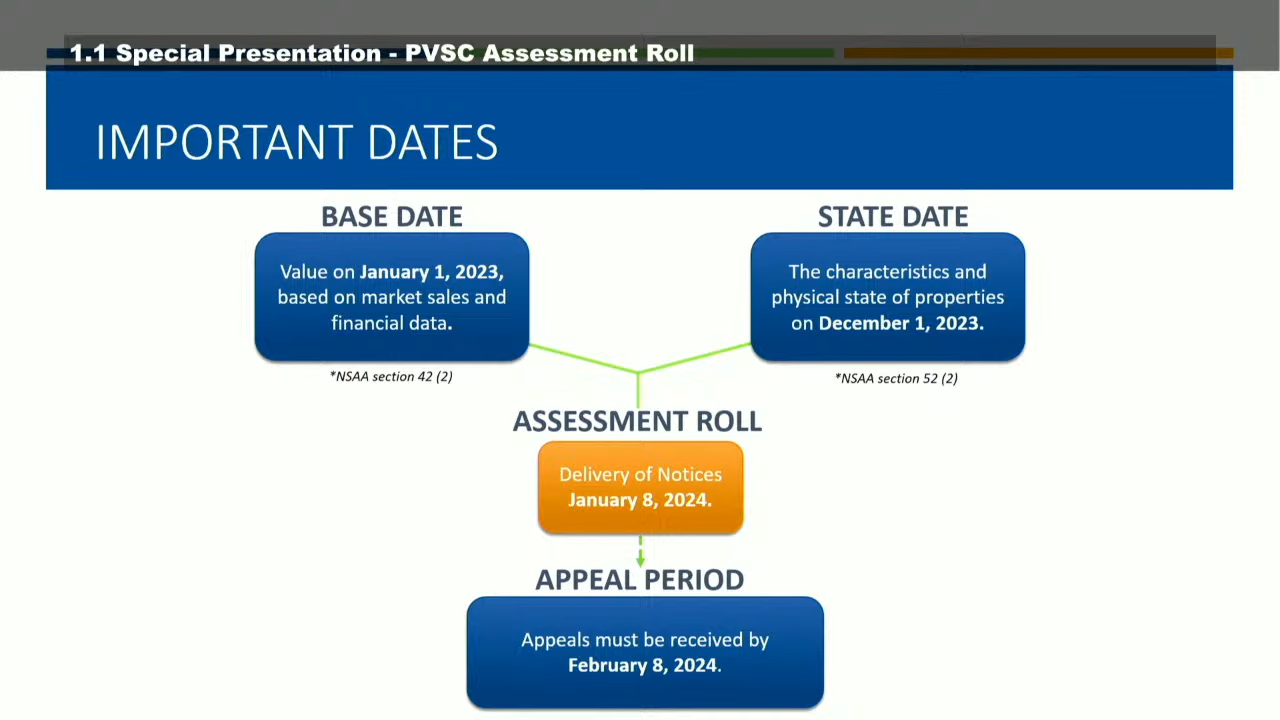 1.1 Special Presentation - PVSC Assessment Roll
IMPORTANT DATES
BASE DATE
Value on January 1, 2023,
based on market sales and
financial data.
*NSAA section 42 (2)
STATE DATE
The characteristics and
physical state of properties
on December 1, 2023.
*NSAA section 52 (2)
ASSESSMENT ROLL
Delivery of Notices
January 8, 2024.
APPEAL PERIOD
Appeals must be received by
February 8, 2024.